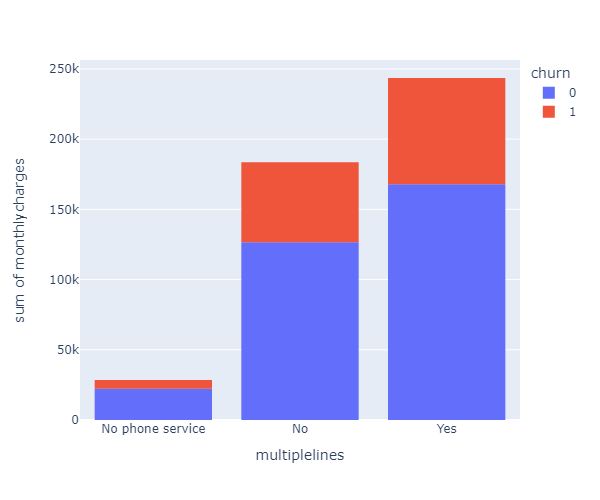 churn
0
1
250k
200k
150k
100k
50k
0
sum of monthlycharges
No phone service
No
Yes
multiplelines